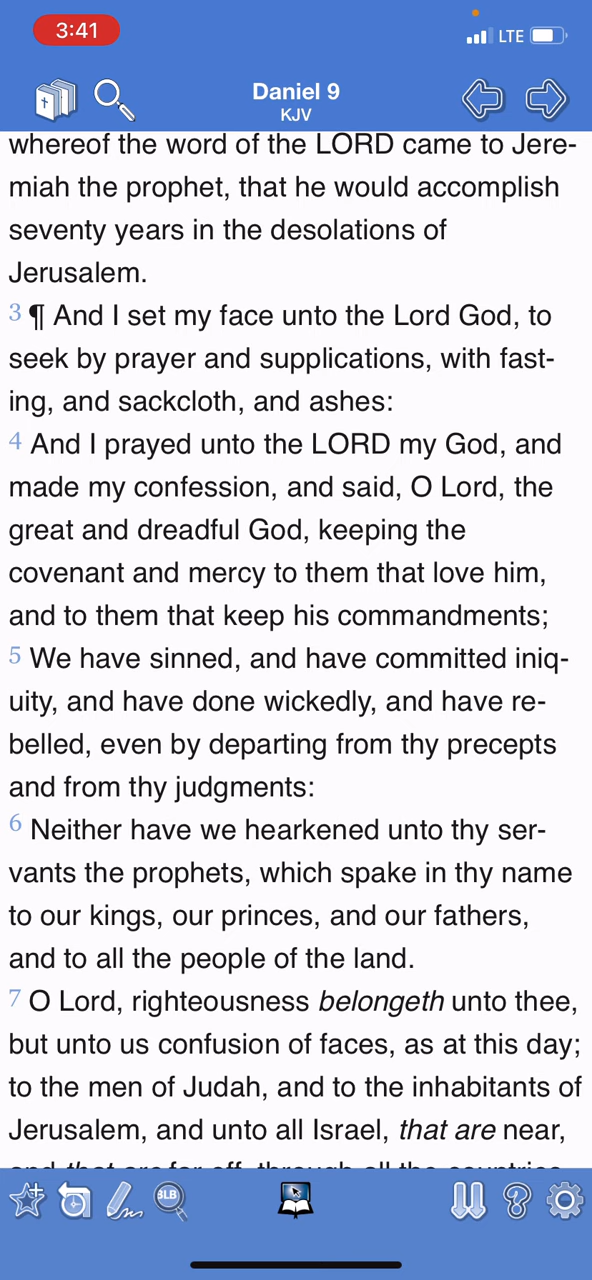 3:41
LTE
Daniel 9
KJV
whereof the word of the LORD came to Jere-
miah the prophet, that he would accomplish
seventy years in the desolations of
Jerusalem.
3 ¶ And I set my face unto the Lord God, to
seek by prayer and supplications, with fast-
ing, and sackcloth, and ashes:
4 And I prayed unto the LORD my God, and
made my confession, and said, O Lord, the
great and dreadful God, keeping the
covenant and mercy to them that love him,
and to them that keep his commandments;
5 We have sinned, and have committed iniq-
uity, and have done wickedly, and have re-
belled, even by departing from thy precepts
and from thy judgments:
6 Neither have we hearkened unto thy ser-
vants the prophets, which spake in thy name
to our kings, our princes, and our fathers,
and to all the people of the land.
7 O Lord, righteousness belongeth unto thee,
but unto us confusion of faces, as at this day;
to the men of Judah, and to the inhabitants of
Jerusalem, and unto all Israel, that are near,
and that are far off, through all the countries
BLB